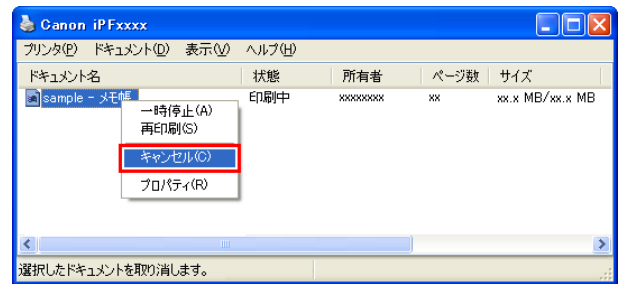 Canon iPFxxxx
プリンタ(P) ドキュメント(D) 表示(V) ヘルプ(H)
ドキュメント名 状態 所有者 ページ数 サイズ
sample - メモ帳 印刷中 xxxxxxxx xx xx.x MB/xx.x MB
一時停止(A)
再印刷(S)
キャンセル(C)
プロパティ(R)
選択したドキュメントを取り消します。